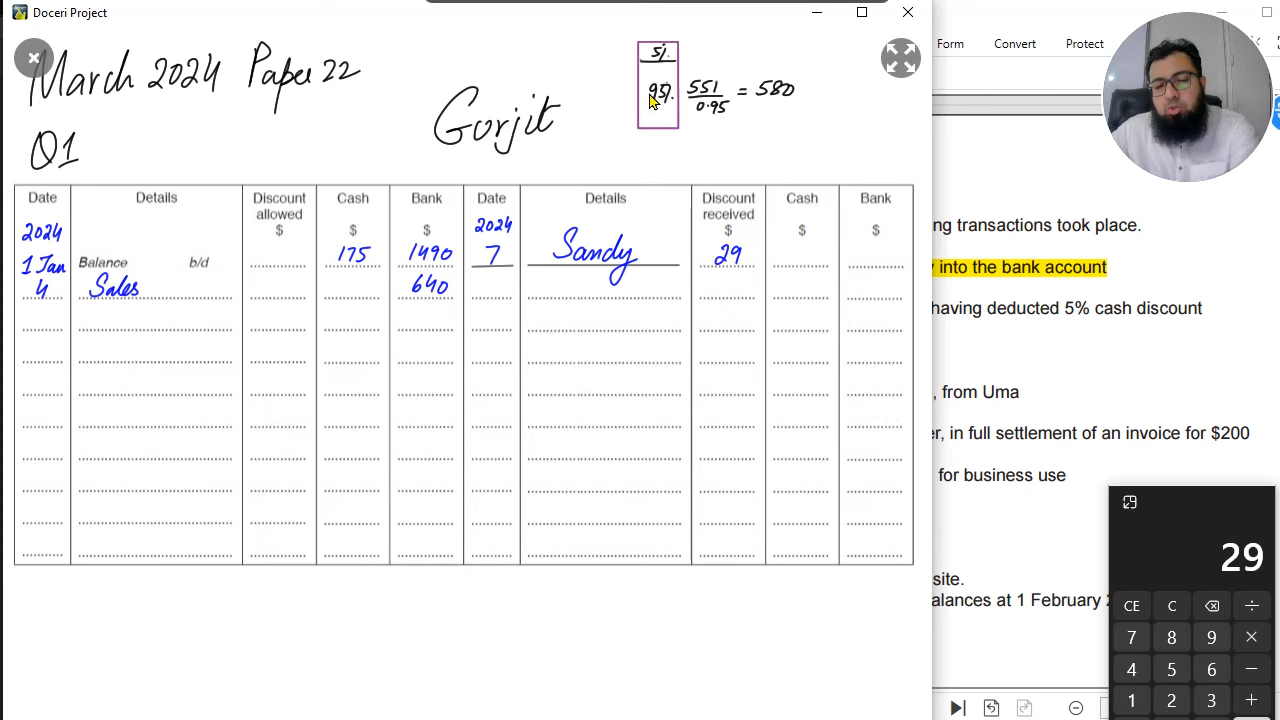 Doceri Project
March 2024 Paper 22
Q1
Gorjit
5%
95%
551
0.95
= 580
Date Details Discount allowed $ Cash $ Bank $ Date Details Discount received $ Cash $ Bank $
2024 2024
1 Jan Balance b/d 175 1490 7 Sandy 29
4 Sales 640
Form Convert Protect
ng transactions took place.
into the bank account
having deducted 5% cash discount
, from Uma
er, in full settlement of an invoice for $200
for business use
site.
alances at 1 February
29
CE C ÷
7 8 9 ×
4 5 6 −
1 2 3 +